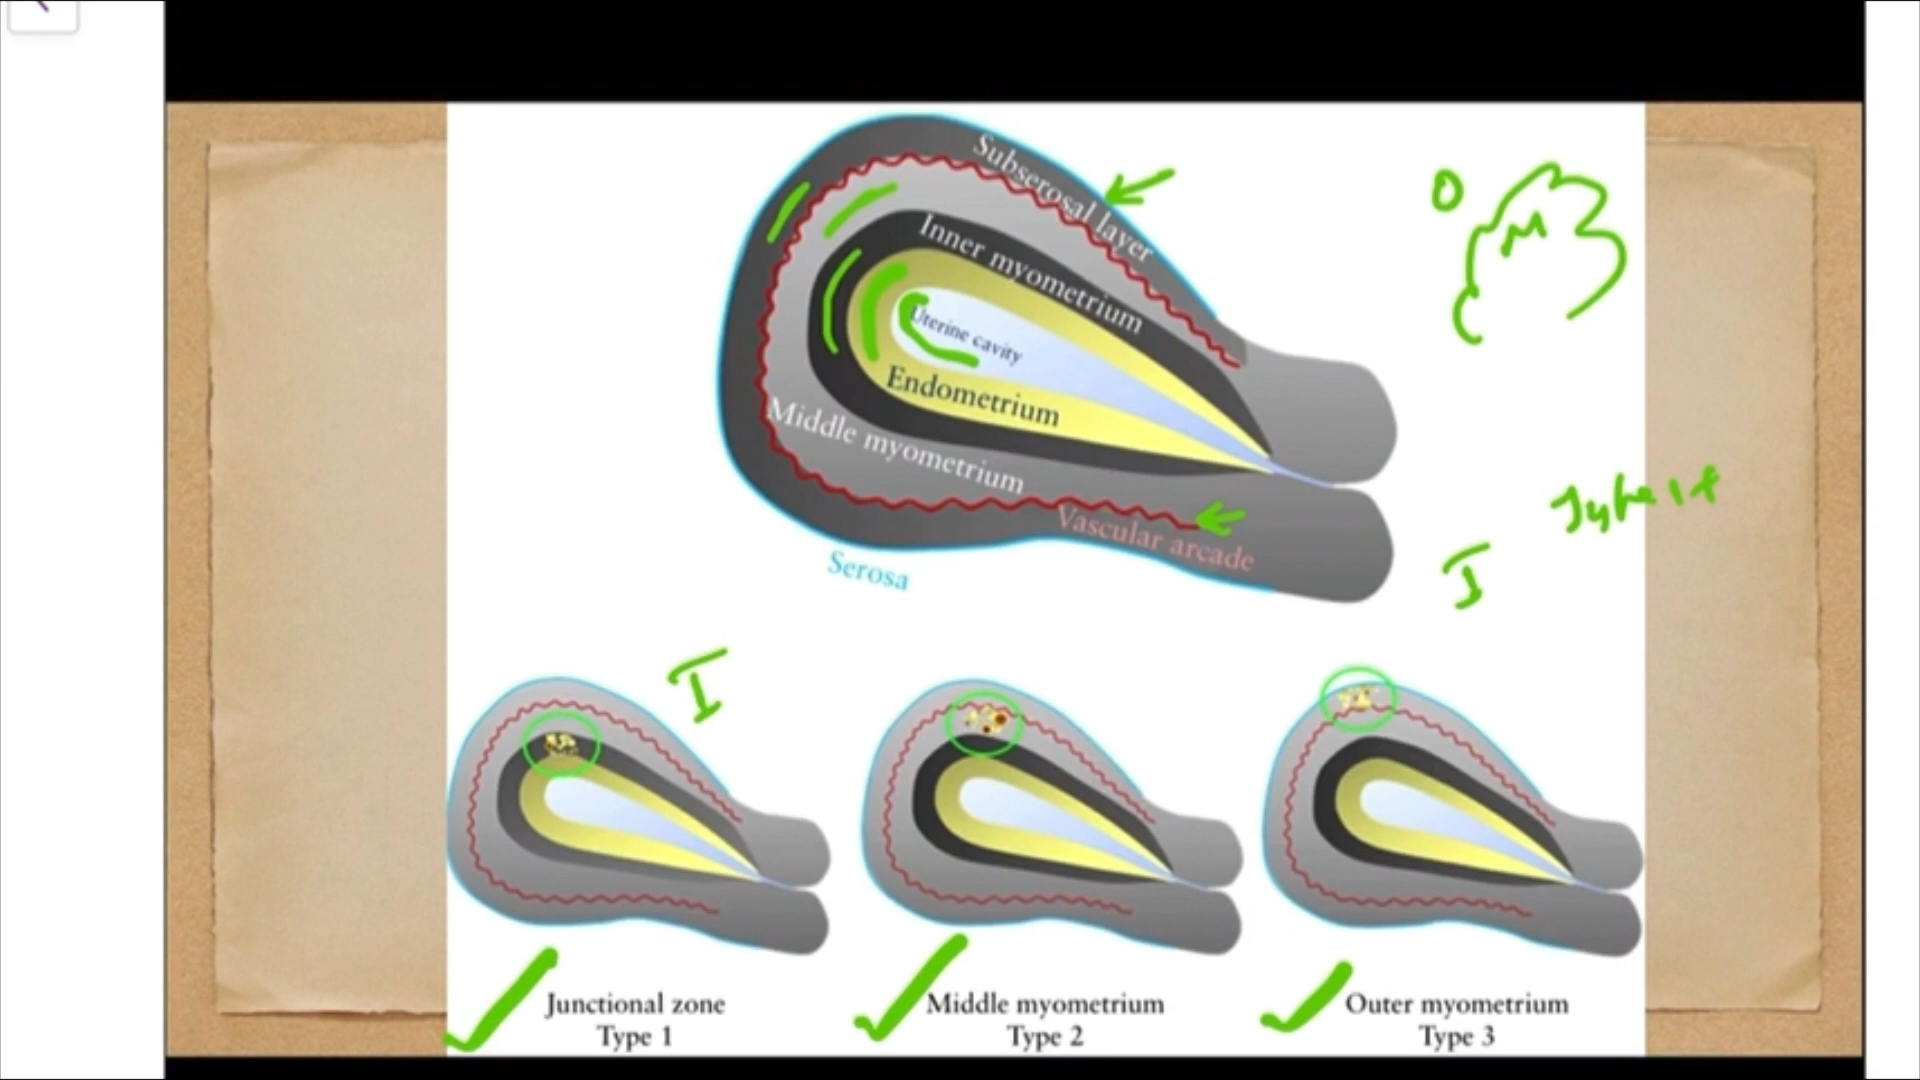 Subserosal layer
Inner myometrium
Uterine cavity
Endometrium
Middle myometrium
Vascular arcade
Serosa
O
M
I
I
Junctional zone
Type 1
Middle myometrium
Type 2
Outer myometrium
Type 3